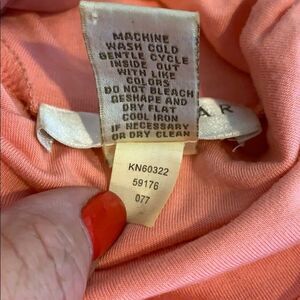 MACHINE
WASH COLD
GENTLE CYCLE
INSIDE OUT
WITH LIKE
COLORS
DO NOT BLEACH
RESHAPE AND
DRY FLAT
COOL IRON
IF NECESSARY
OR DRY CLEAN
AR
KN60322
59176
077